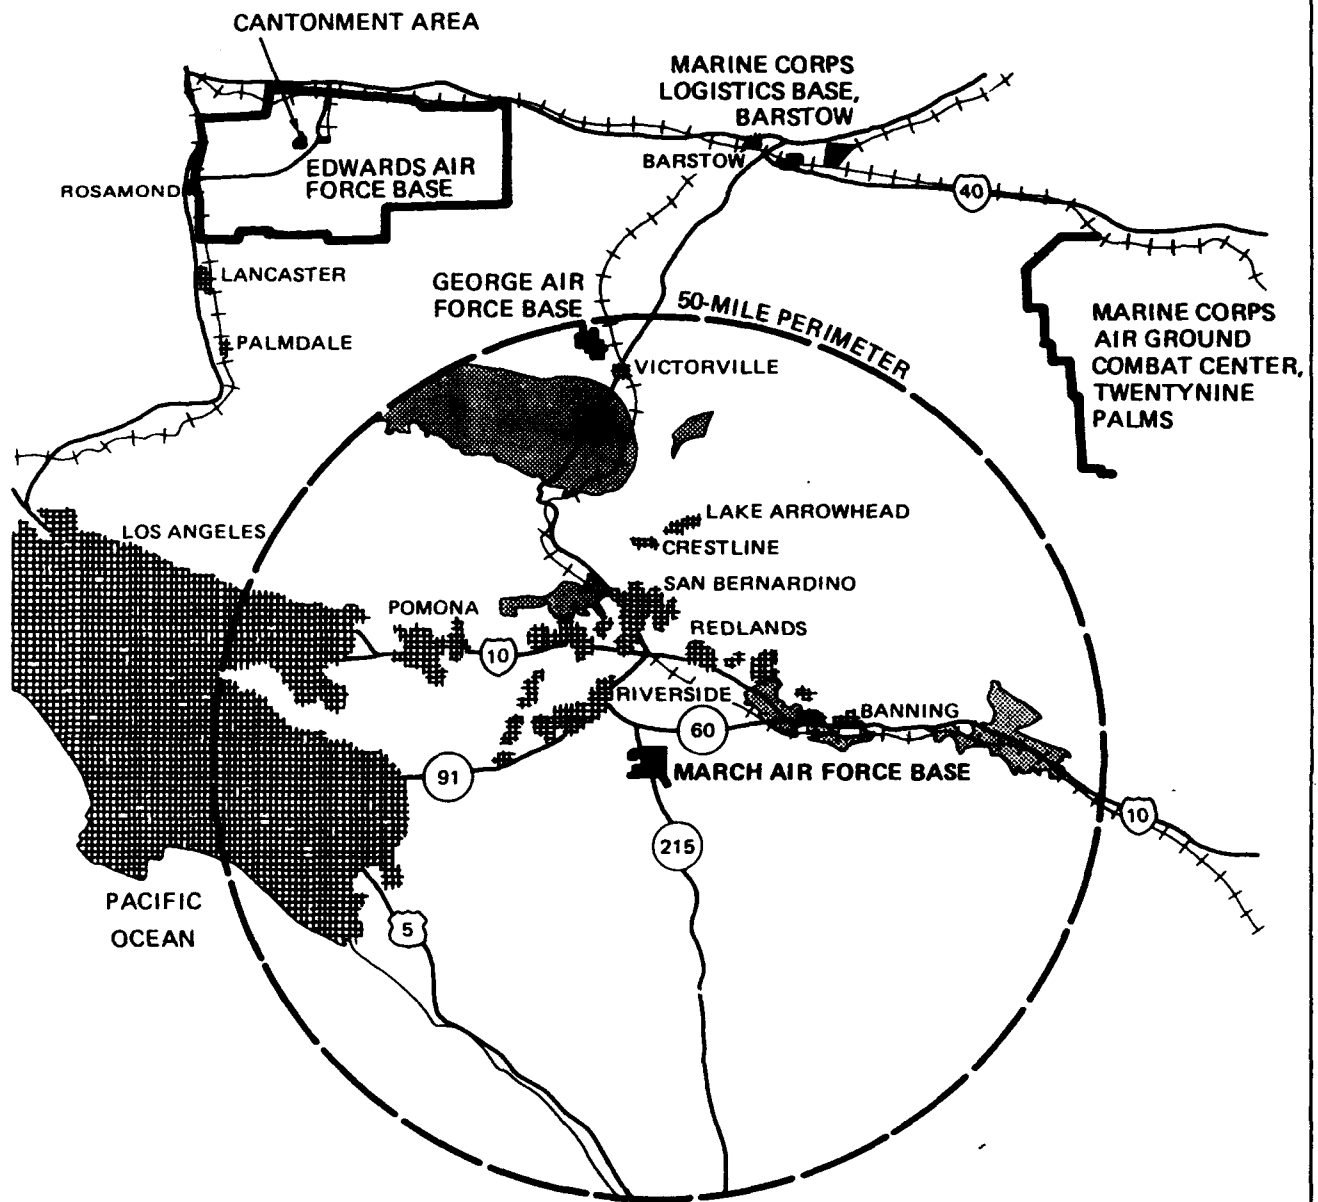 CANTONMENT AREA
MARINE CORPS
LOGISTICS BASE,
BARSTOW
BARSTOW
EDWARDS AIR
FORCE BASE
ROSAMOND
40
LANCASTER
GEORGE AIR
FORCE BASE
50-MILE PERIMETER
MARINE CORPS
AIR GROUND
COMBAT CENTER,
TWENTYNINE
PALMS
PALMDALE
VICTORVILLE
LAKE ARROWHEAD
LOS ANGELES
CRESTLINE
SAN BERNARDINO
POMONA
REDLANDS
10
RIVERSIDE
BANNING
60
MARCH AIR FORCE BASE
91
10
215
PACIFIC
OCEAN
5